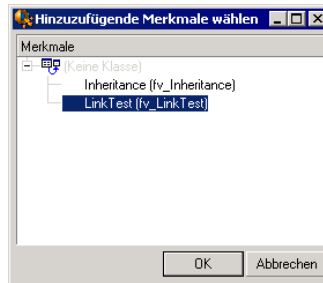 Hinzuzufügende Merkmale wählen
Merkmale
(Keine Klasse)
Inheritance (fv_Inheritance)
LinkTest (fv_LinkTest)
OK
Abbrechen